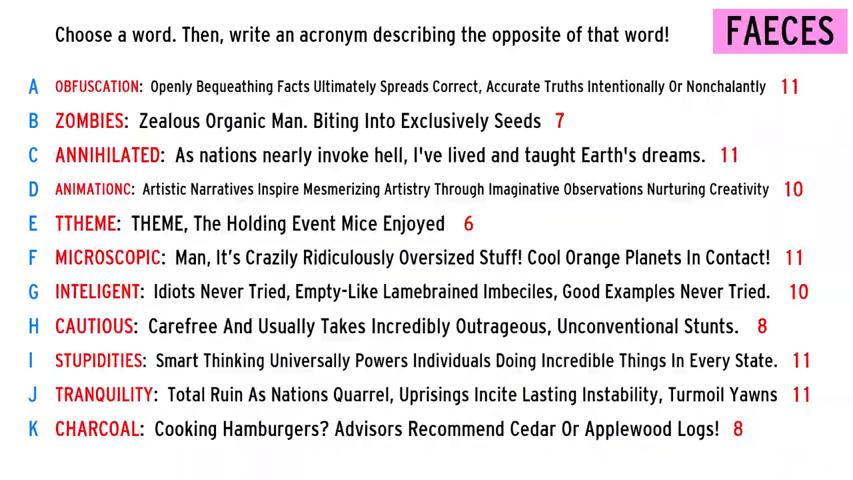 Choose a word. Then, write an acronym describing the opposite of that word! FAECES
A OBFUSCATION: Openly Bequeathing Facts Ultimately Spreads Correct, Accurate Truths Intentionally Or Nonchalantly 11
B ZOMBIES: Zealous Organic Man. Biting Into Exclusively Seeds 7
C ANNIHILATED: As nations nearly invoke hell, I've lived and taught Earth's dreams. 11
D ANIMATIONC: Artistic Narratives Inspire Mesmerizing Artistry Through Imaginative Observations Nurturing Creativity 10
E TTHEME: THEME, The Holding Event Mice Enjoyed 6
F MICROSCOPIC: Man, It’s Crazily Ridiculously Oversized Stuff! Cool Orange Planets In Contact! 11
G INTELIGENT: Idiots Never Tried, Empty-Like Lamebrained Imbeciles, Good Examples Never Tried. 10
H CAUTIOUS: Carefree And Usually Takes Incredibly Outrageous, Unconventional Stunts. 8
I STUPIDITIES: Smart Thinking Universally Powers Individuals Doing Incredible Things In Every State. 11
J TRANQUILITY: Total Ruin As Nations Quarrel, Uprisings Incite Lasting Instability, Turmoil Yawns 11
K CHARCOAL: Cooking Hamburgers? Advisors Recommend Cedar Or Applewood Logs! 8